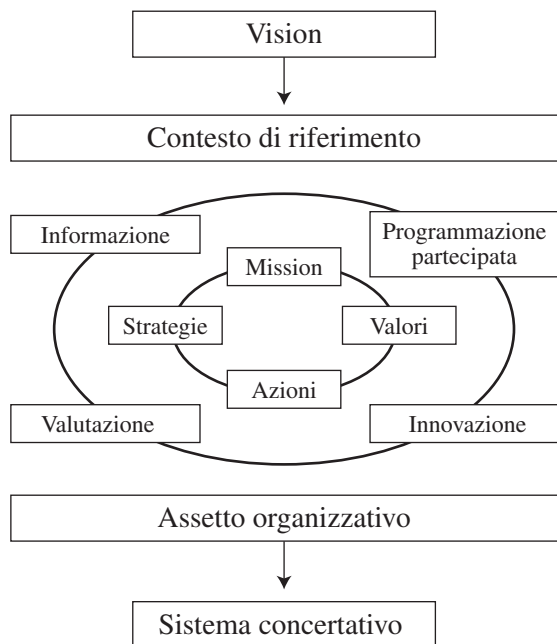 Vision
Contesto di riferimento
Informazione
Programmazione
partecipata
Mission
Strategie
Valori
Azioni
Valutazione
Innovazione
Assetto organizzativo
Sistema concertativo